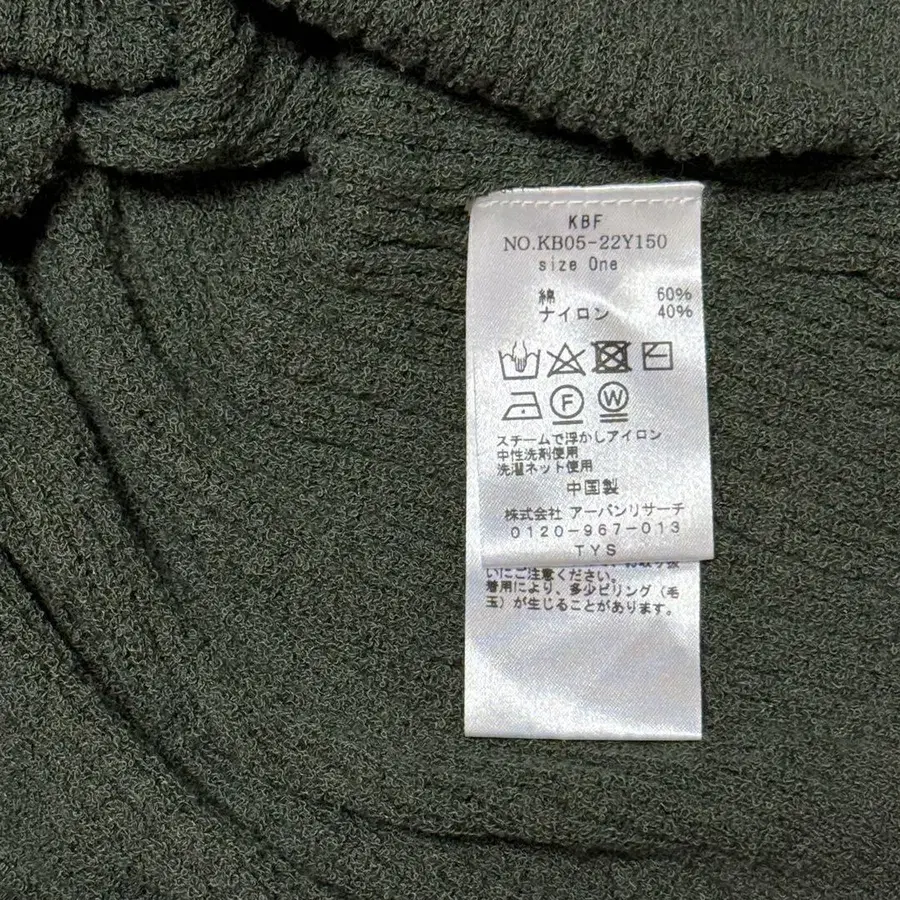 KBF
NO.KB05-22Y150
size One
綿 60%
ナイロン 40%
F W
スチームで浮かしアイロン
中性洗剤使用
洗濯ネット使用
中国製
株式会社 アーバンリサーチ
0120-967-013
TYS
いにご注意ください。
着用により、多少ピリング（毛
玉）が生じることがあります。